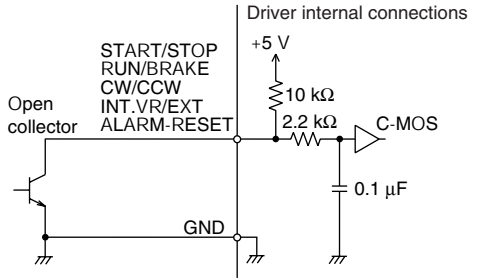 Driver internal connections
+5 V
START/STOP
RUN/BRAKE
CW/CCW
INT.VR/EXT
ALARM-RESET
Open
collector
10 kΩ
2.2 kΩ
C-MOS
0.1 μF
GND